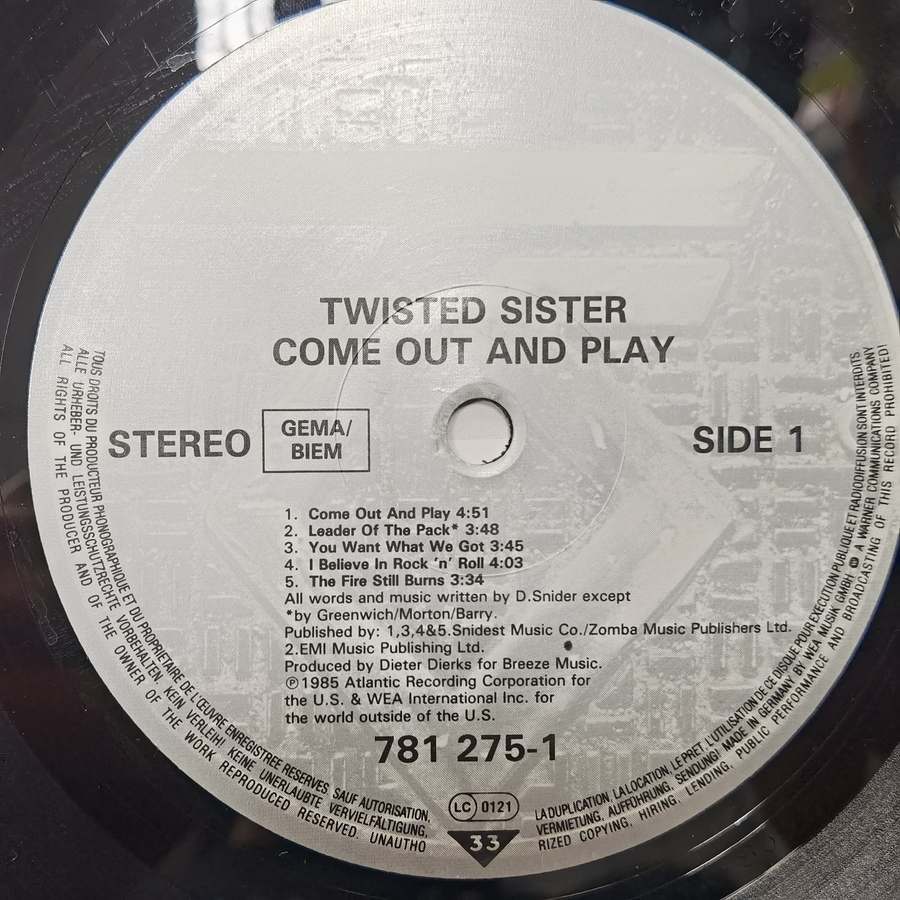 TWISTED SISTER
COME OUT AND PLAY
STEREO
GEMA/
BIEM
SIDE 1
1. Come Out And Play 4:51
2. Leader Of The Pack* 3:48
3. You Want What We Got 3:45
4. I Believe In Rock 'n' Roll 4:03
5. The Fire Still Burns 3:34
All words and music written by D.Snider except
*by Greenwich/Morton/Barry.
Published by: 1,3,4&5.Snidest Music Co./Zomba Music Publishers Ltd.
2.EMI Music Publishing Ltd.
Produced by Dieter Dierks for Breeze Music.
℗1985 Atlantic Recording Corporation for
the U.S. & WEA International Inc. for
the world outside of the U.S.
781 275-1
LC 0121
33
TOUS DROITS DU PRODUCTEUR PHONOGRAPHIQUE ET DU PROPRIETAIRE DE L'ŒUVRE ENREGISTREE RESERVES SAUF AUTORISATION, LA DUPLICATION, LA LOCATION, LE PRET, L'UTILISATION DE CE DISQUE POUR EXECUTION PUBLIQUE ET RADIODIFFUSION SONT INTERDITS
ALLE URHEBER- UND LEISTUNGSSCHUTZRECHTE VORBEHALTEN. KEIN VERLEIH! KEINE UNERLAUBTE VERVIELFÄLTIGUNG, VERMIETUNG, AUFFÜHRUNG, SENDUNG! MADE IN GERMANY BY WEA MUSIK GMBH A WARNER COMMUNICATIONS COMPANY
ALL RIGHTS OF THE PRODUCER AND OF THE OWNER OF THE WORK REPRODUCED RESERVED. UNAUTHORIZED COPYING, HIRING, LENDING, PUBLIC PERFORMANCE AND BROADCASTING OF THIS RECORD PROHIBITED!